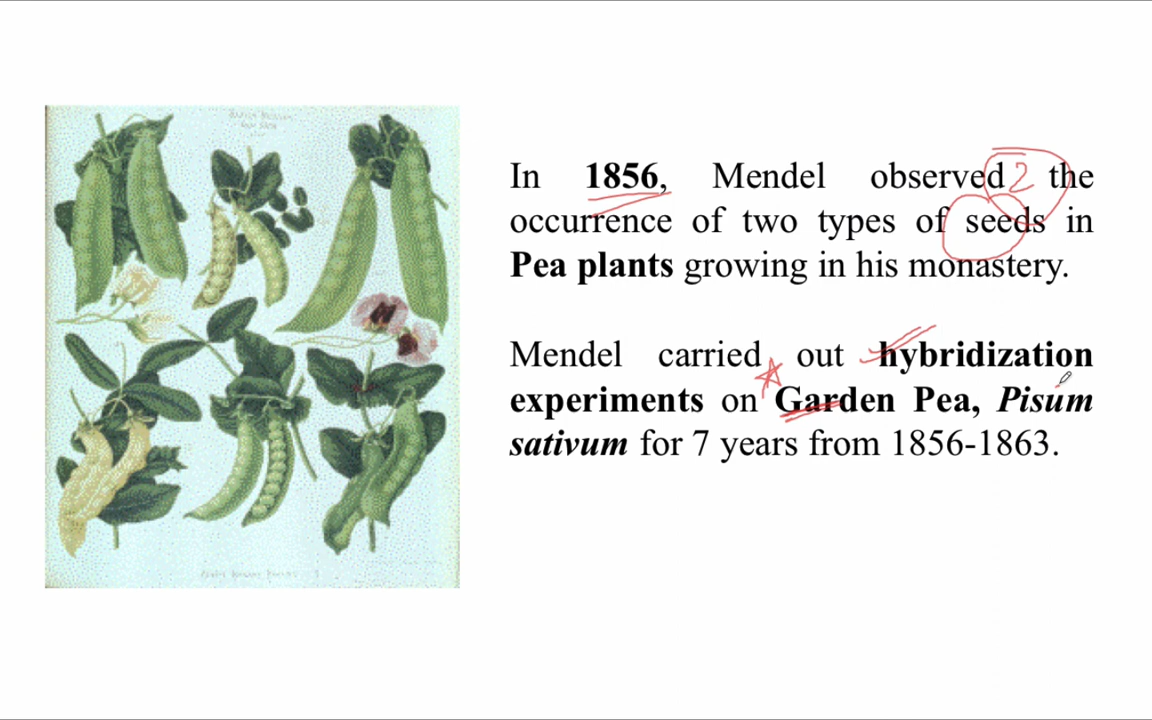 In 1856, Mendel observed 2 the
occurrence of two types of seeds in
Pea plants growing in his monastery.
Mendel carried out hybridization
experiments on Garden Pea, Pisum
sativum for 7 years from 1856-1863.